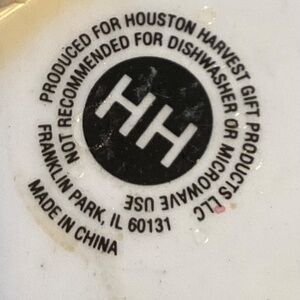 PRODUCED FOR HOUSTON HARVEST GIFT PRODUCTS LLC
FRANKLIN PARK, IL 60131
NOT RECOMMENDED FOR DISHWASHER OR MICROWAVE USE
MADE IN CHINA
HH